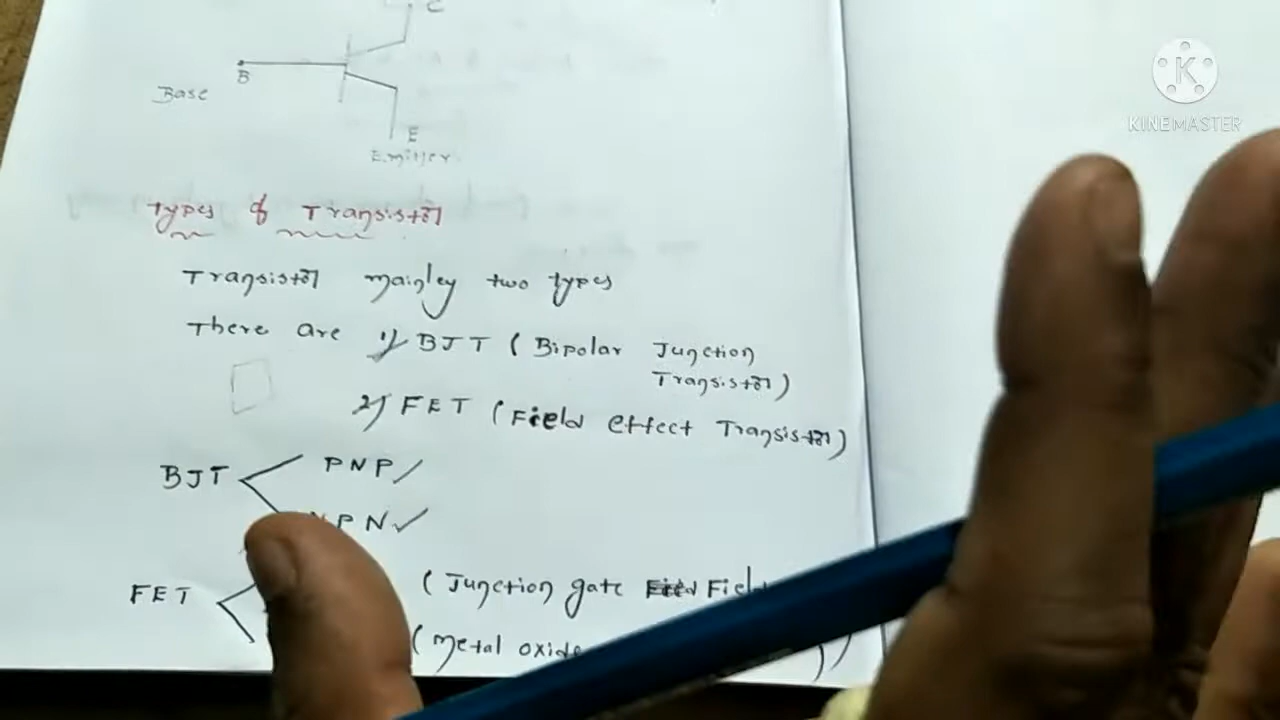 C
B
Base
E
Emitter
KINEMASTER
Types of Transistor
Transistor mainley two types
There are 1) BJT (Bipolar Junction
Transistor)
2) FET (Field effect Transistor)
BJT PNP
NPN
FET (Junction gate Field
(Metal oxide